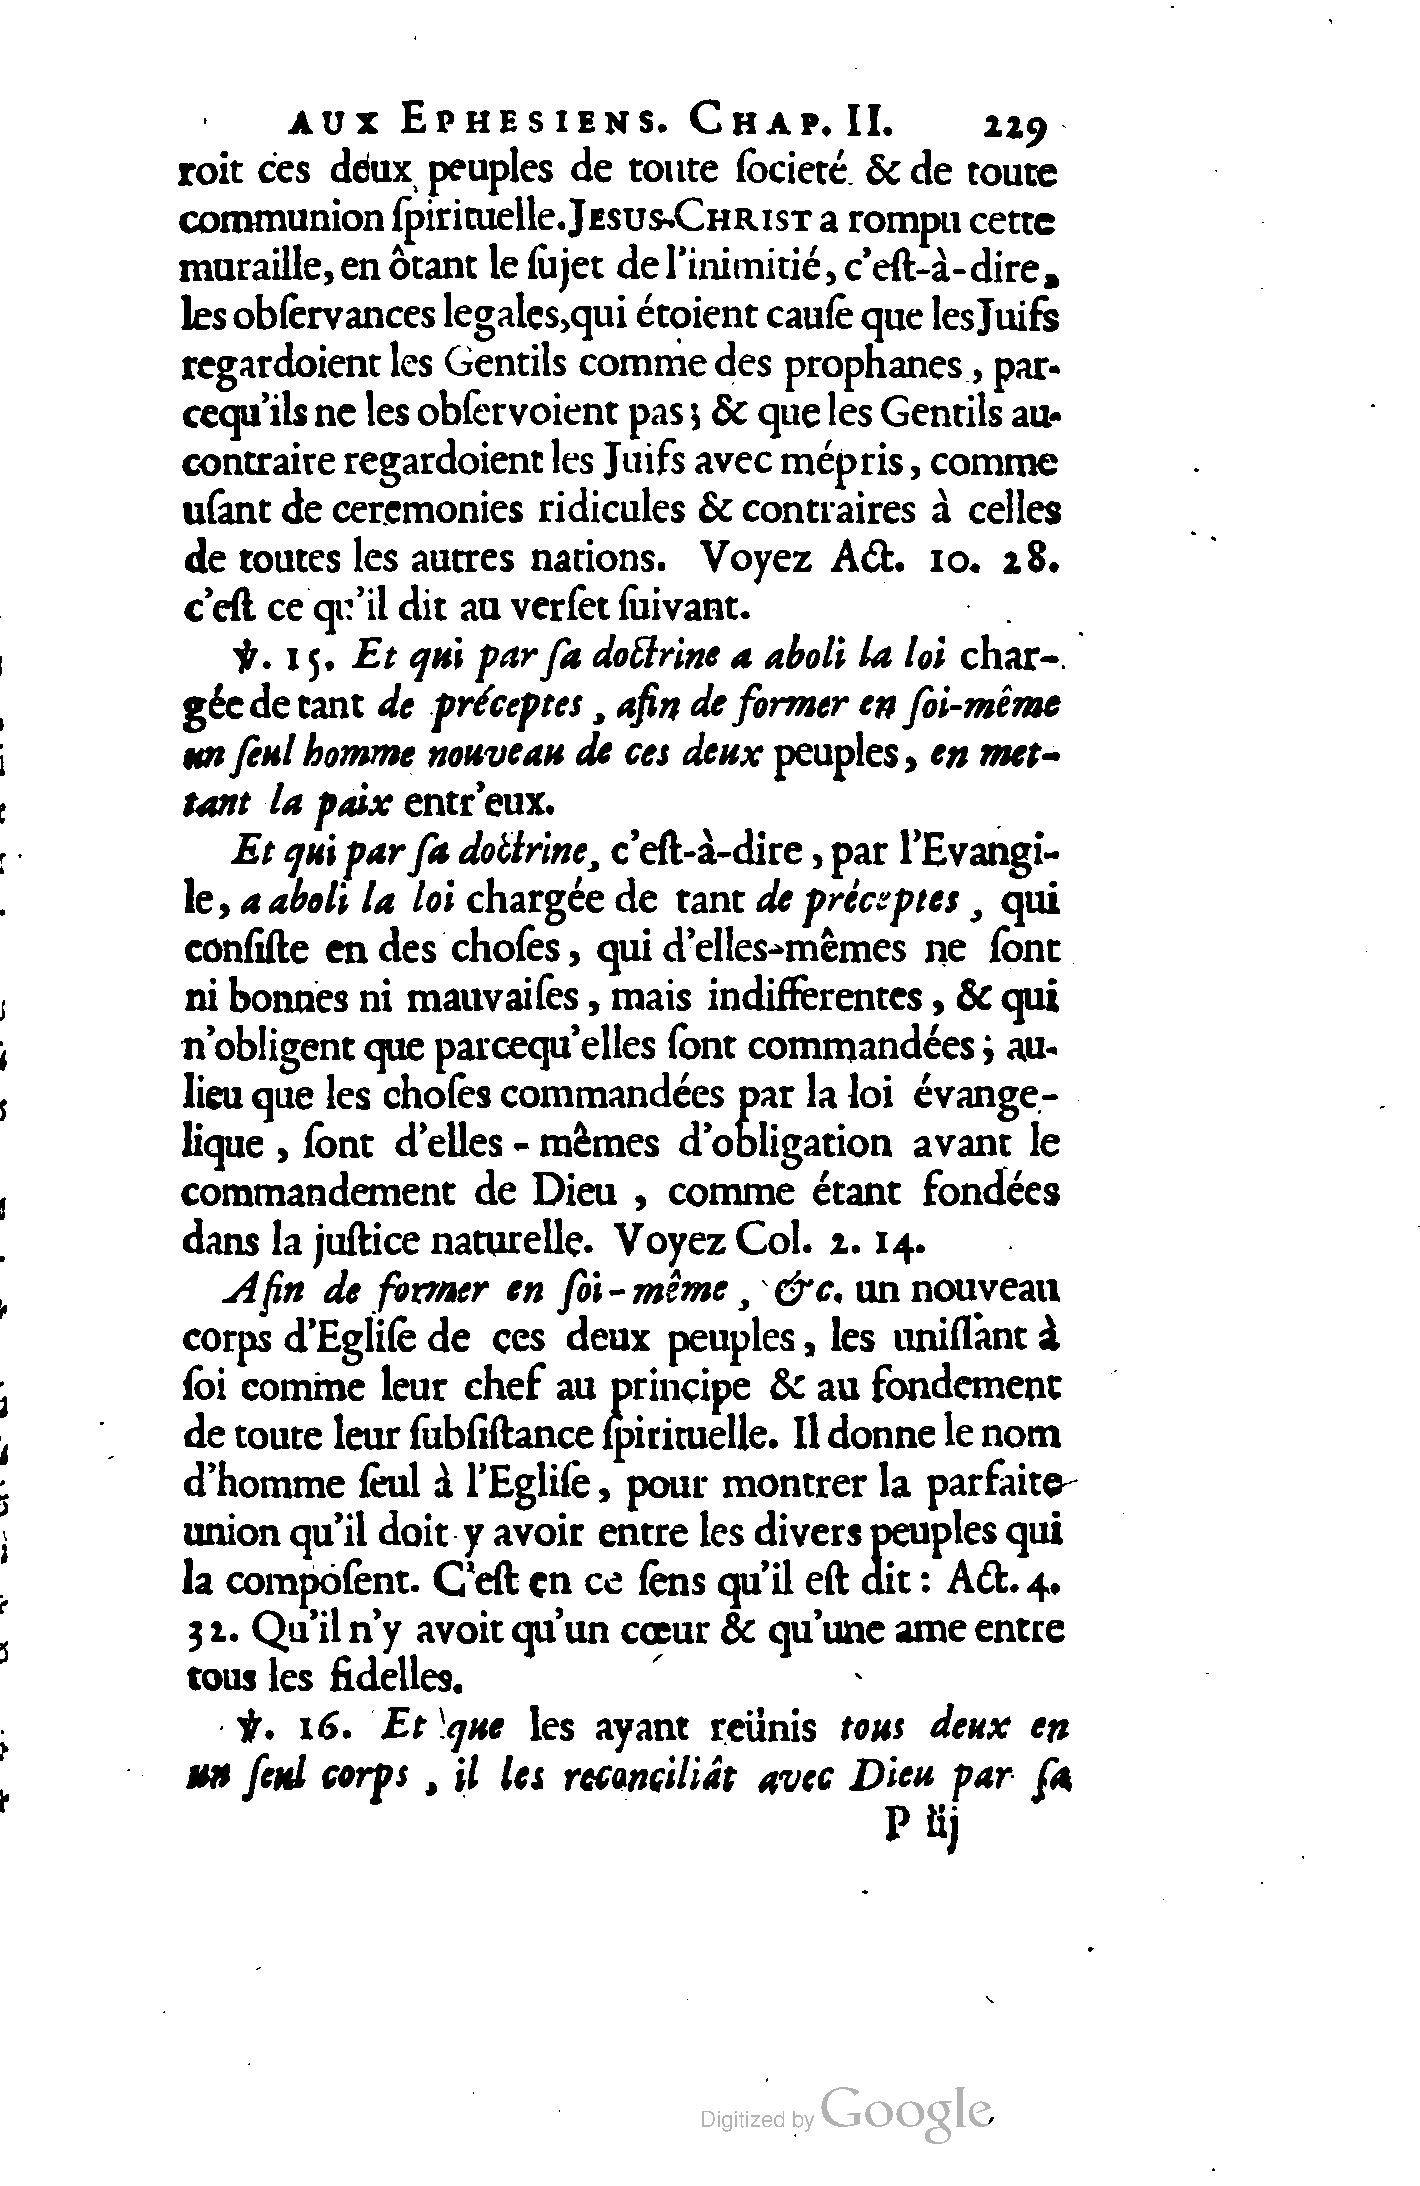 AUX EPHESIENS. CHAP. II. 229
roit ces deux peuples de toute ſocieté & de toute
communion ſpirituelle. JESUS-CHRIST a rompu cette
muraille, en ôtant le ſujet de l'inimitié, c'eſt-à-dire,
les obſervances legales, qui étoient cauſe que les Juifs
regardoient les Gentils comme des prophanes, par-
cequ'ils ne les obſervoient pas; & que les Gentils au-
contraire regardoient les Juifs avec mépris, comme
uſant de ceremonies ridicules & contraires à celles
de toutes les autres nations. Voyez Act. 10. 28.
c'eſt ce qu'il dit au verſet ſuivant.
℣. 15. Et qui par ſa doctrine a aboli la loi char-
gée de tant de préceptes, afin de former en ſoi-même
un ſeul homme nouveau de ces deux peuples, en met-
tant la paix entr'eux.
Et qui par ſa doctrine, c'eſt-à-dire, par l'Evangi-
le, a aboli la loi chargée de tant de préceptes, qui
conſiſte en des choſes, qui d'elles-mêmes ne ſont
ni bonnes ni mauvaiſes, mais indifferentes, & qui
n'obligent que parcequ'elles ſont commandées; au-
lieu que les choſes commandées par la loi évange-
lique, ſont d'elles-mêmes d'obligation avant le
commandement de Dieu, comme étant fondées
dans la juſtice naturelle. Voyez Col. 2. 14.
Afin de former en ſoi-même, &c. un nouveau
corps d'Egliſe de ces deux peuples, les uniſſant à
ſoi comme leur chef au principe & au fondement
de toute leur ſubſiſtance ſpirituelle. Il donne le nom
d'homme ſeul à l'Egliſe, pour montrer la parfaite
union qu'il doit y avoir entre les divers peuples qui
la compoſent. C'eſt en ce ſens qu'il eſt dit: Act. 4.
32. Qu'il n'y avoit qu'un cœur & qu'une ame entre
tous les fidelles.
℣. 16. Et que les ayant reünis tous deux en
un ſeul corps, il les reconciliât avec Dieu par ſa
P iij
Digitized by Google